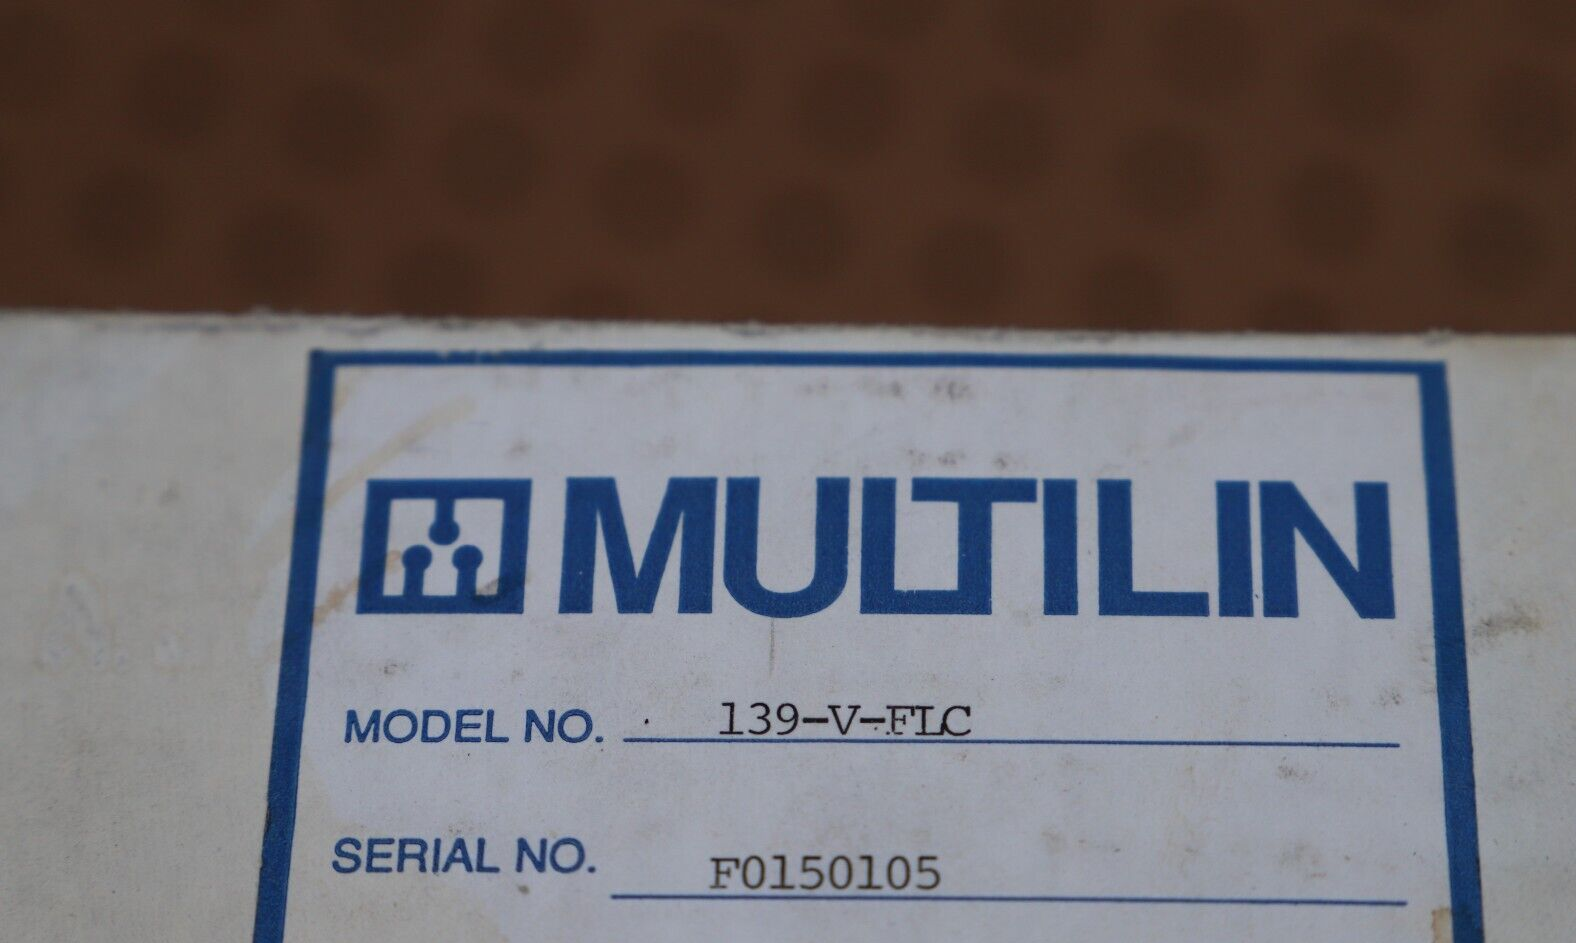 MULTILIN
MODEL NO. 139-V-FLC
SERIAL NO. F0150105